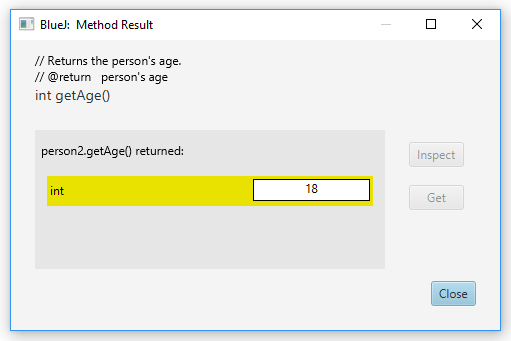 BlueJ:  Method Result
// Returns the person's age.
// @return   person's age
int getAge()
person2.getAge() returned:
Inspect
int
18
Get
Close